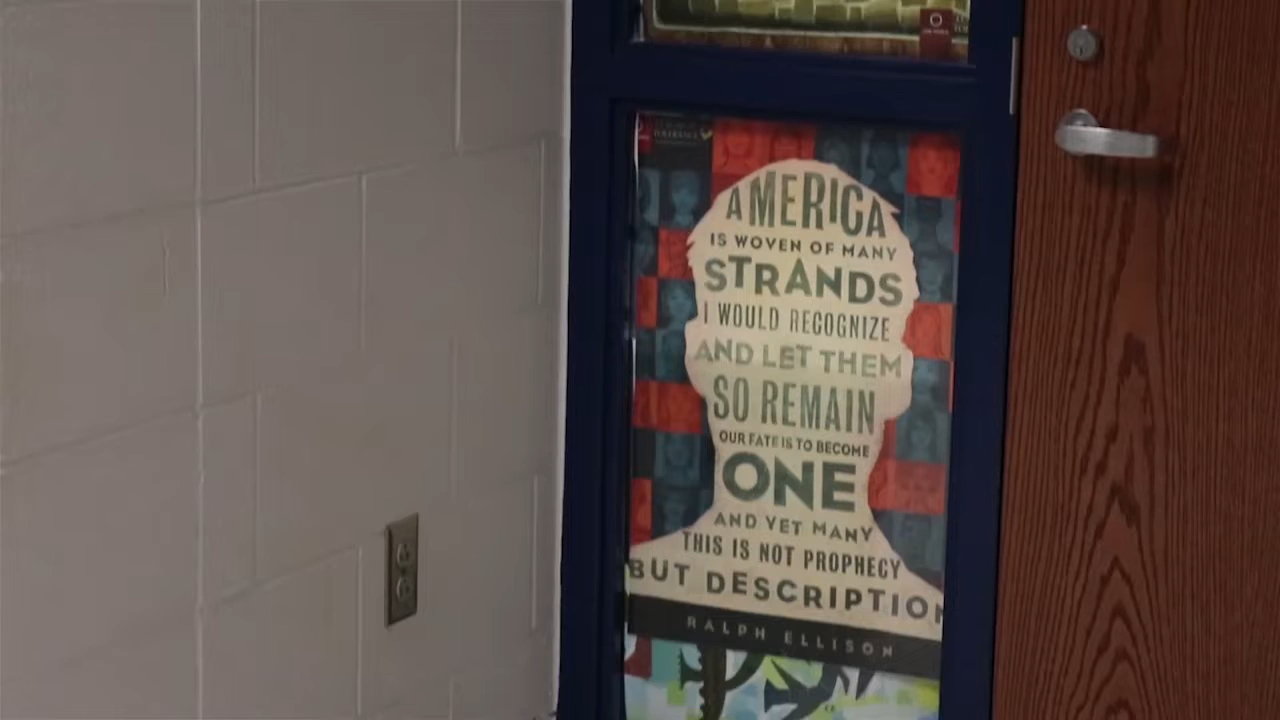 TOLERANCE
AMERICA
IS WOVEN OF MANY
STRANDS
I WOULD RECOGNIZE
AND LET THEM
SO REMAIN
OUR FATE IS TO BECOME
ONE
AND YET MANY
THIS IS NOT PROPHECY
BUT DESCRIPTION
RALPH ELLISON